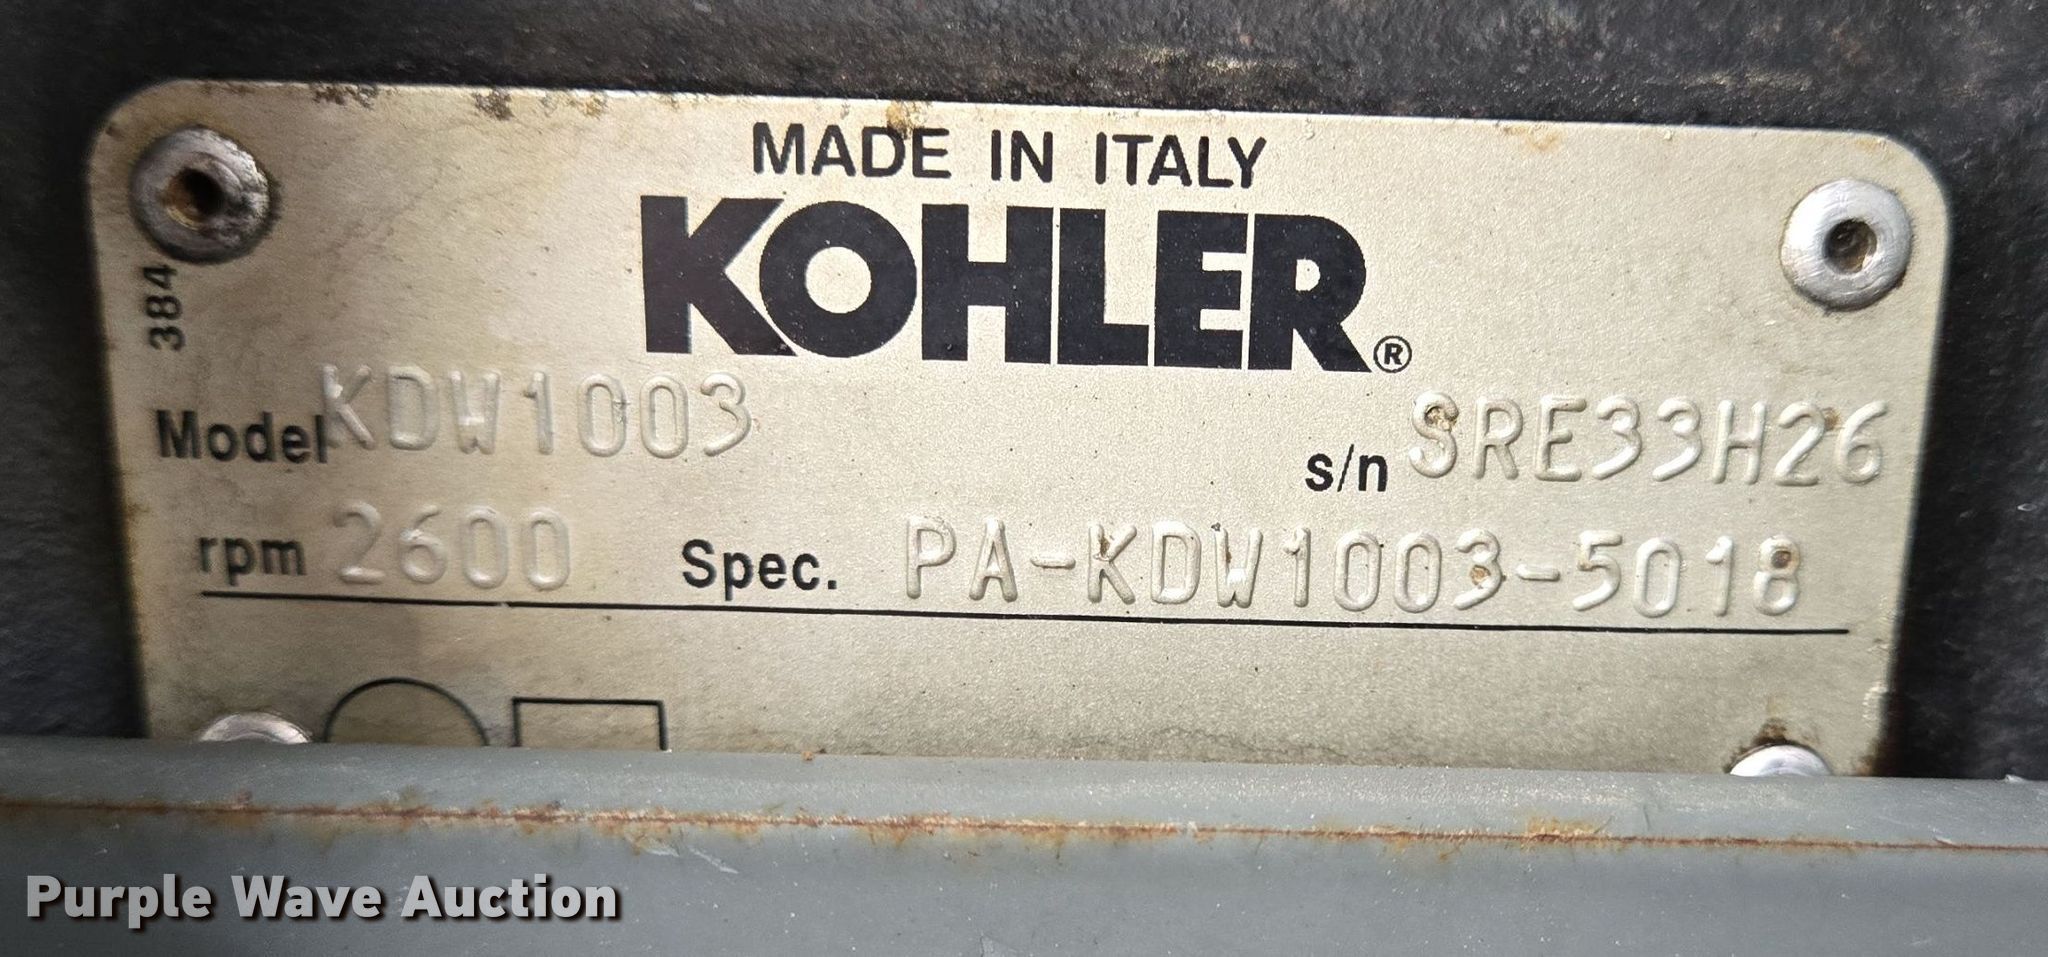 MADE IN ITALY
KOHLER®
384
Model KDW1003
s/n SRE33H26
rpm 2600 Spec. PA-KDW1003-5018
Purple Wave Auction